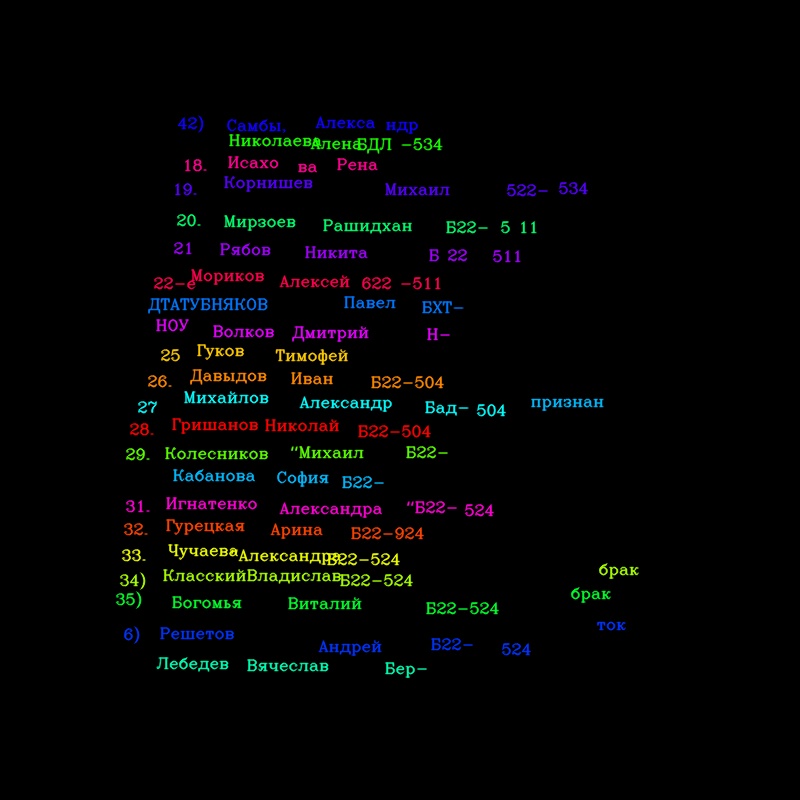 42) Самбы. Алекса ндр
Николаева Алена БДЛ -534
18. Исахо ва Рена
19. Корнишев Михаил 522- 534
20. Мирзоев Рашидхан Б22- 5 11
21 Рябов Никита Б 22 511
22-е Мориков Алексей 622 -511
ДТАТУБНЯКОВ Павел БХТ-
НОУ Волков Дмитрий Н-
25 Гуков Тимофей
26. Давыдов Иван Б22-504
27 Михайлов Александр Бад- 504 признан
28. Гришанов Николай Б22-504
29. Колесников "Михаил Б22-
Кабанова София Б22-
31. Игнатенко Александра "Б22- 524
32. Гурецкая Арина Б22-924
33. Чучаева Александра Б22-524
34) Класский Владислав Б22-524 брак
35) Богомья Виталий Б22-524 брак
6) Решетов Андрей Б22- 524 ток
Лебедев Вячеслав Бер-